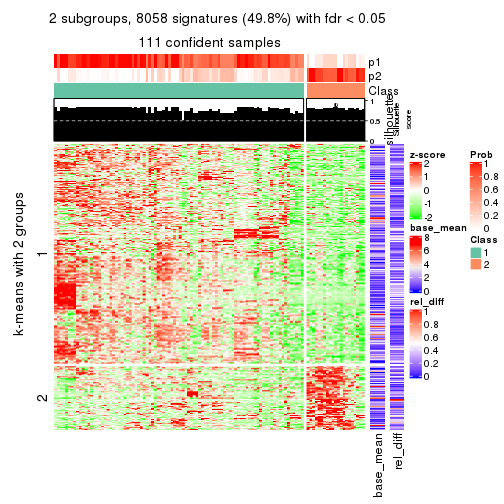 2 subgroups, 8058 signatures (49.8%) with fdr < 0.05
111 confident samples
p1
p2
Class
1
0.5
0
silhouette
Silhouette
score
k-means with 2 groups
1
2
base_mean
rel_diff
z-score
2
1
0
-1
-2
base_mean
8
6
4
2
0
rel_diff
1
0.8
0.6
0.4
0.2
0
Prob
1
0.8
0.6
0.4
0.2
0
Class
1
2